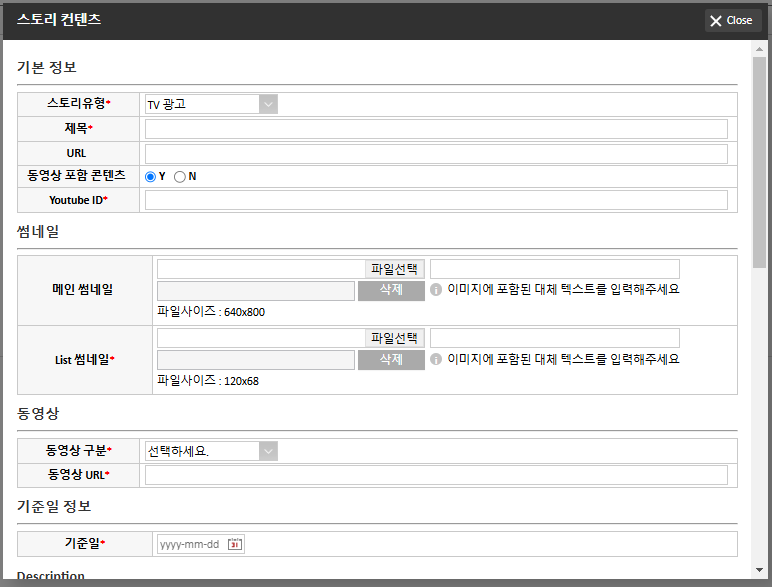 스토리 컨텐츠
Close
기본 정보
스토리유형* TV 광고
제목*
URL
동영상 포함 콘텐츠 Y N
Youtube ID*
썸네일
메인 썸네일
파일선택
삭제 이미지에 포함된 대체 텍스트를 입력해주세요
파일사이즈 : 640x800
List 썸네일*
파일선택
삭제 이미지에 포함된 대체 텍스트를 입력해주세요
파일사이즈 : 120x68
동영상
동영상 구분* 선택하세요.
동영상 URL*
기준일 정보
기준일* yyyy-mm-dd 31
Description